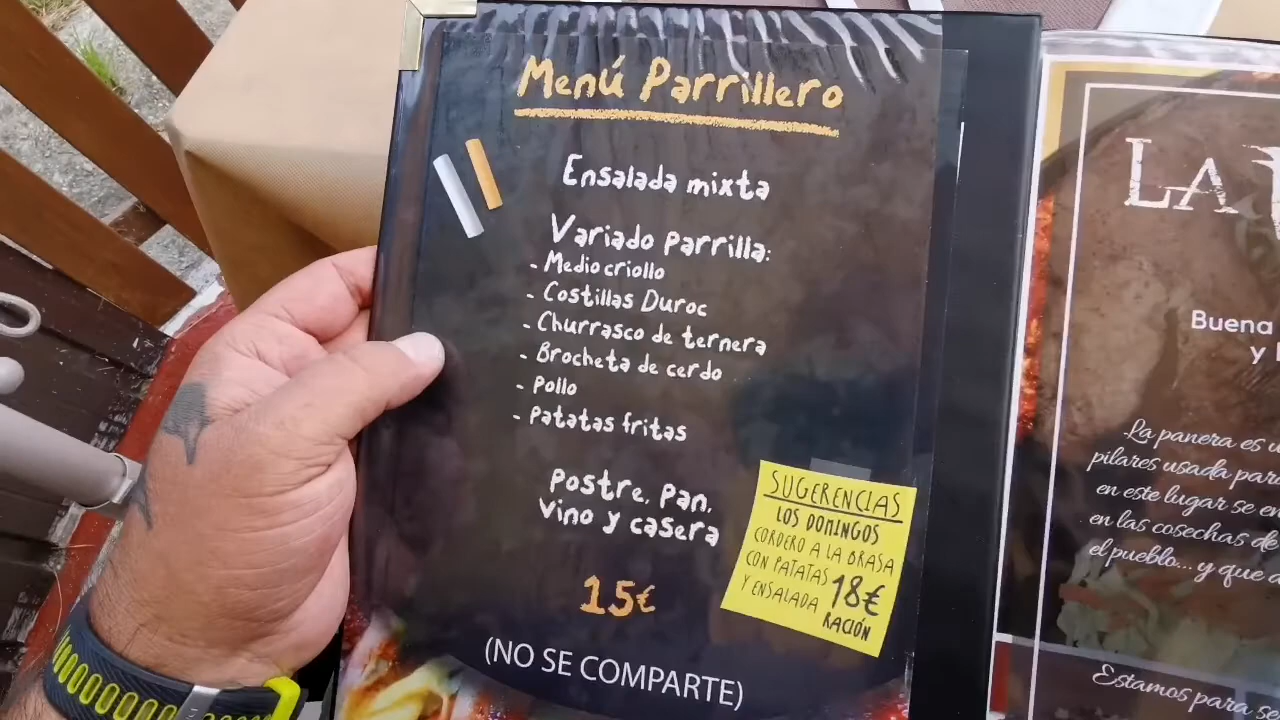 Menú Parrillero
Ensalada mixta
Variado parrilla:
- Medio criollo
- Costillas Duroc
- Churrasco de ternera
- Brocheta de cerdo
- Pollo
- Patatas fritas
Postre, pan,
vino y casera
15€
(NO SE COMPARTE)
SUGERENCIAS
LOS DOMINGOS
CORDERO A LA BRASA
CON PATATAS
Y ENSALADA 18€
RACIÓN
LA
Buena
y
La panera es u
pilares usada para
en este lugar se en
en las cosechas de
el pueblo... y que a
Estamos para se